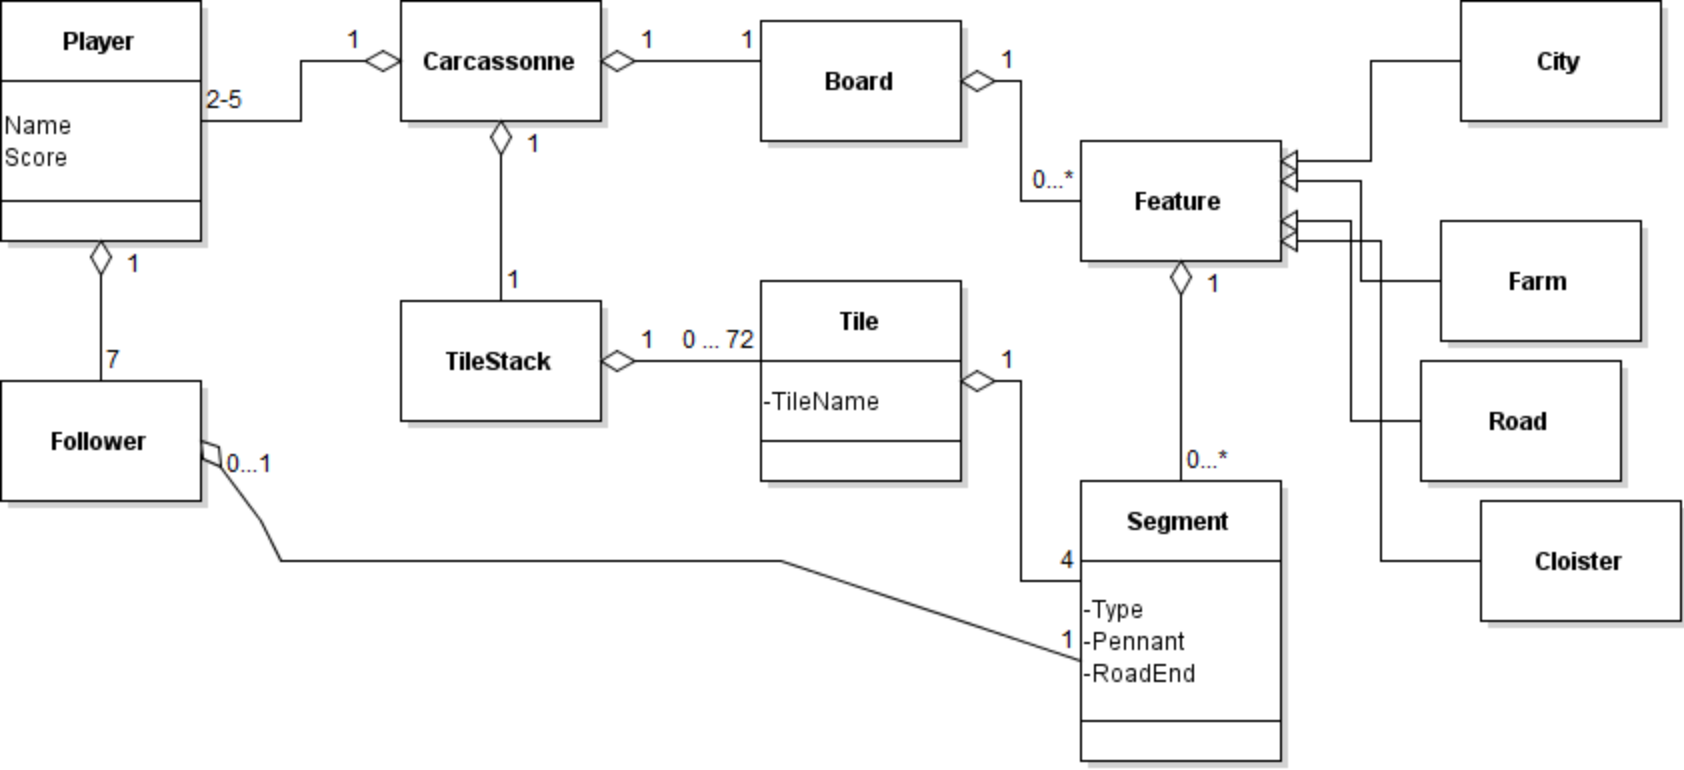 Player
Name
Score
2-5
1
Carcassonne
1
1
Board
1
0...*
Feature
City
Farm
Road
Cloister
1
1
1
7
Follower
0...1
TileStack
1
0 ... 72
Tile
-TileName
1
4
1
0...*
Segment
-Type
1
-Pennant
-RoadEnd